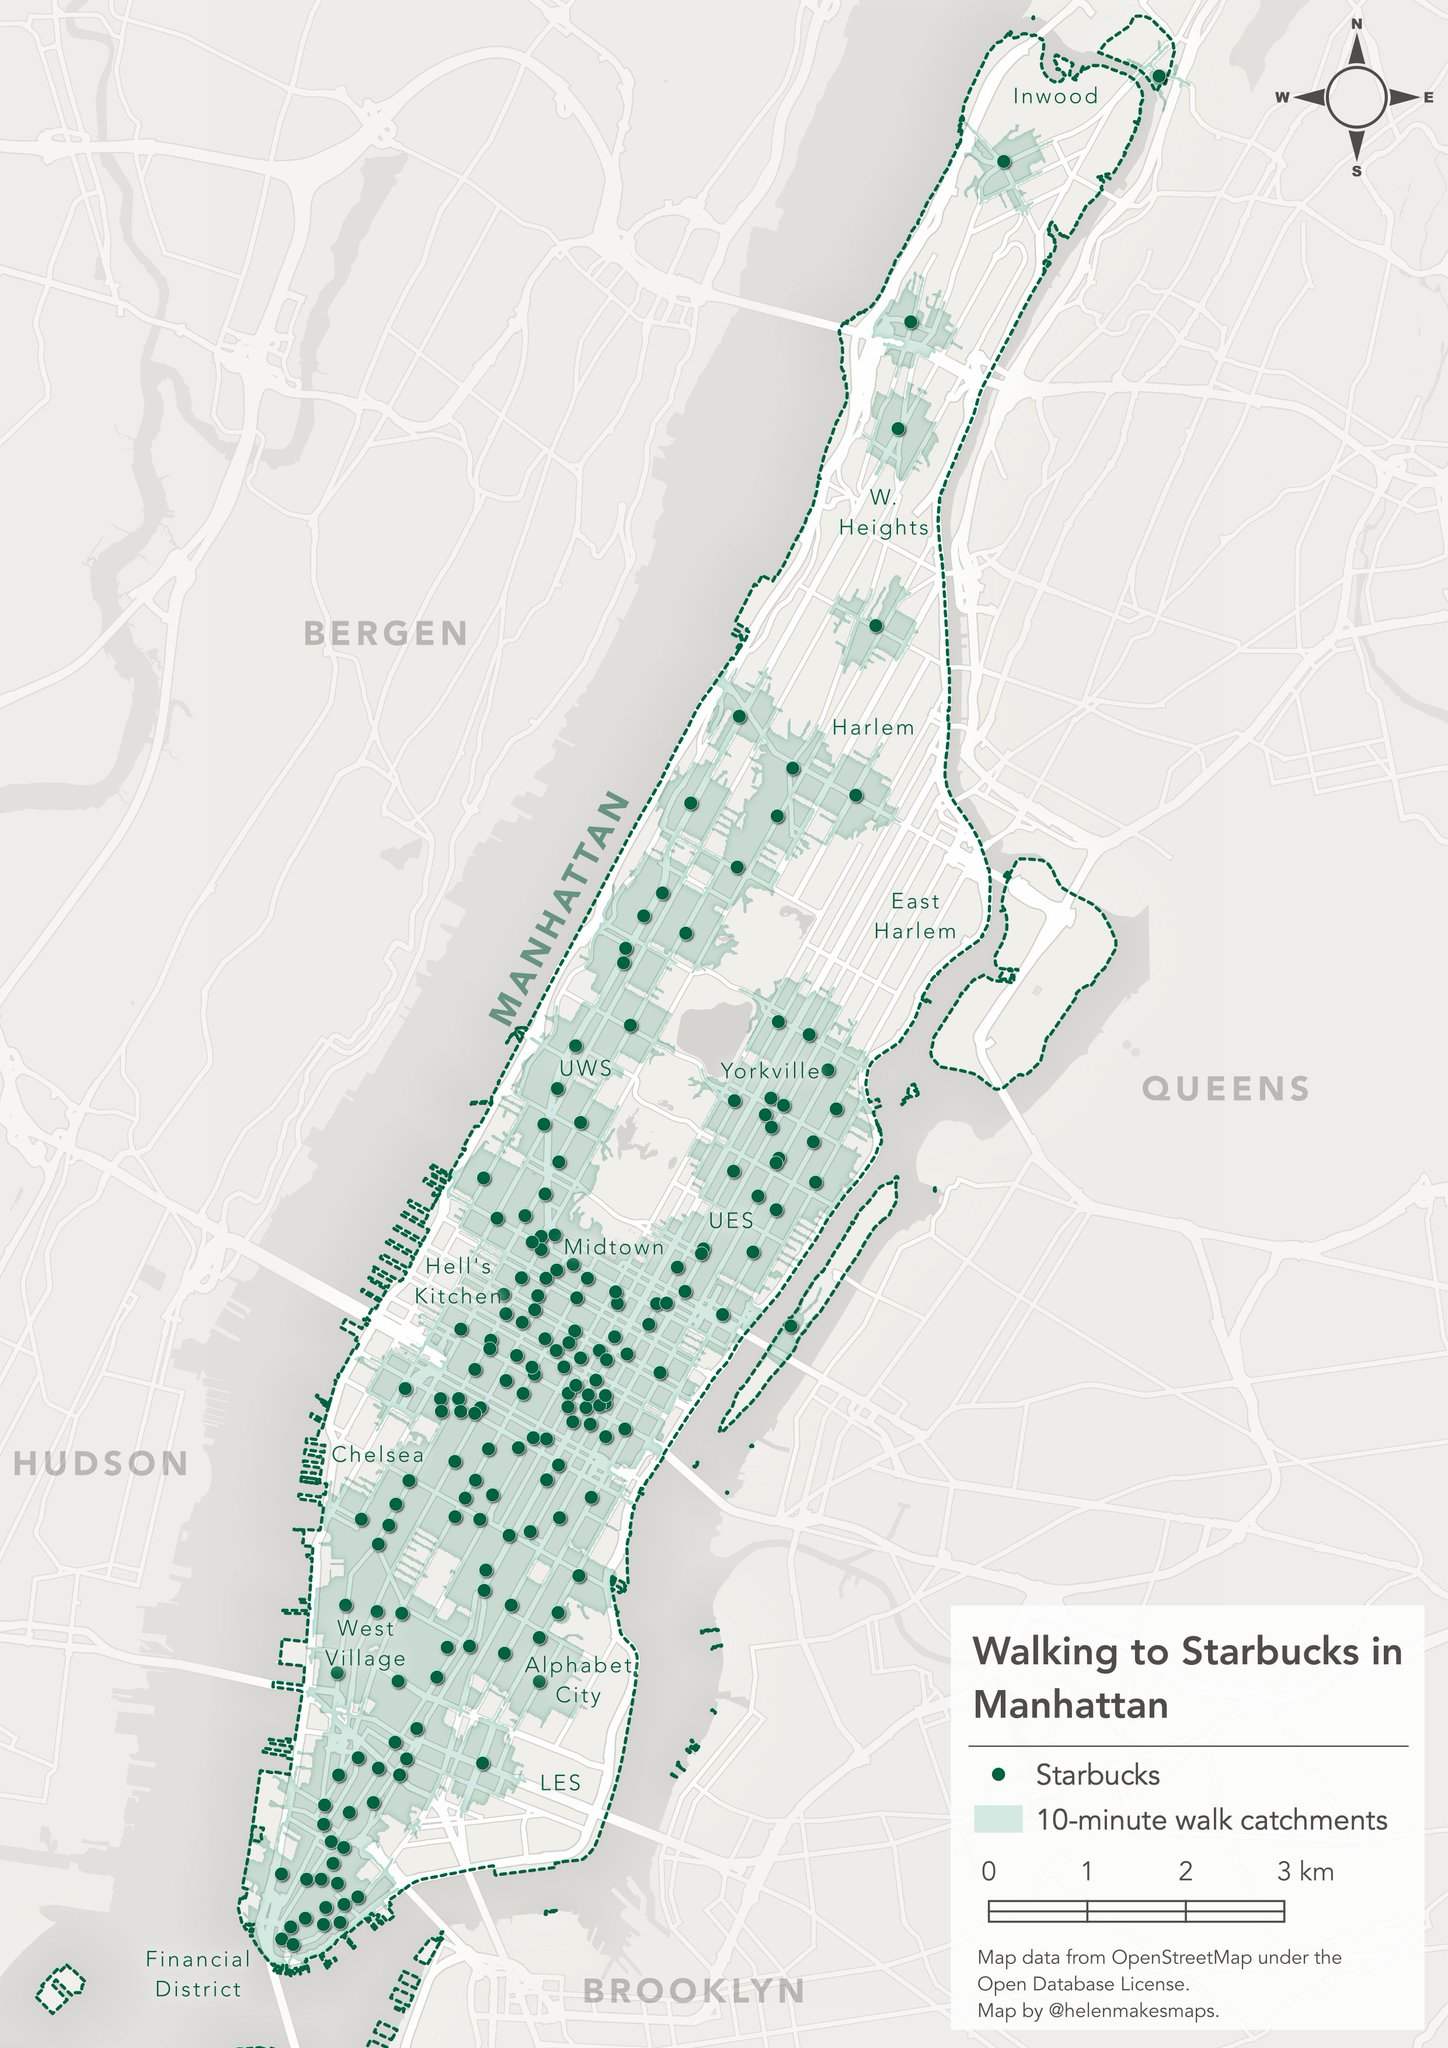 N
W
E
S
Inwood
W.
Heights
BERGEN
Harlem
MANHATTAN
East
Harlem
UWS
Yorkville
QUEENS
UES
Midtown
Hell's
Kitchen
Chelsea
HUDSON
West
Village
Alphabet
City
LES
Financial
District
BROOKLYN
Walking to Starbucks in
Manhattan
Starbucks
10-minute walk catchments
0 1 2 3 km
Map data from OpenStreetMap under the
Open Database License.
Map by @helenmakesmaps.